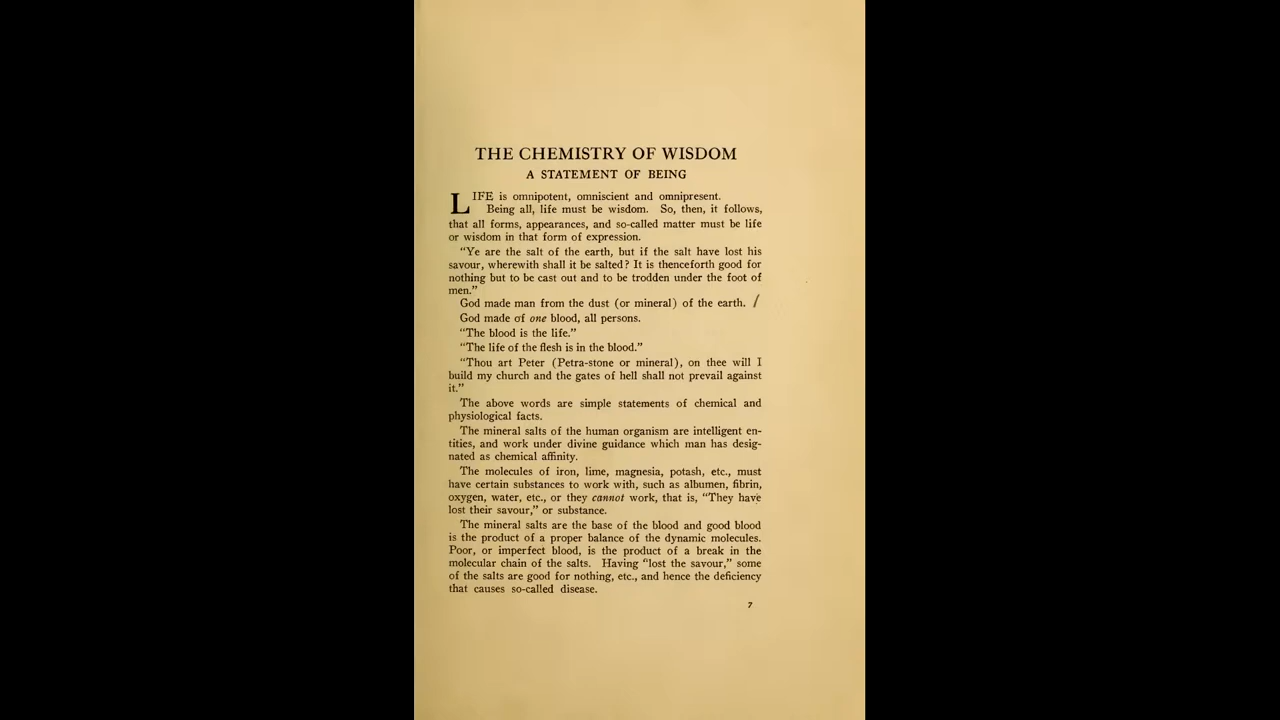 THE CHEMISTRY OF WISDOM
A STATEMENT OF BEING
LIFE is omnipotent, omniscient and omnipresent.
Being all, life must be wisdom. So, then, it follows,
that all forms, appearances, and so-called matter must be life
or wisdom in that form of expression.
“Ye are the salt of the earth, but if the salt have lost his
savour, wherewith shall it be salted? It is thenceforth good for
nothing but to be cast out and to be trodden under the foot of
men.”
God made man from the dust (or mineral) of the earth. /
God made of one blood, all persons.
“The blood is the life.”
“The life of the flesh is in the blood.”
“Thou art Peter (Petra-stone or mineral), on thee will I
build my church and the gates of hell shall not prevail against
it.”
The above words are simple statements of chemical and
physiological facts.
The mineral salts of the human organism are intelligent en-
tities, and work under divine guidance which man has desig-
nated as chemical affinity.
The molecules of iron, lime, magnesia, potash, etc., must
have certain substances to work with, such as albumen, fibrin,
oxygen, water, etc., or they cannot work, that is, “They have
lost their savour,” or substance.
The mineral salts are the base of the blood and good blood
is the product of a proper balance of the dynamic molecules.
Poor, or imperfect blood, is the product of a break in the
molecular chain of the salts. Having “lost the savour,” some
of the salts are good for nothing, etc., and hence the deficiency
that causes so-called disease.
7